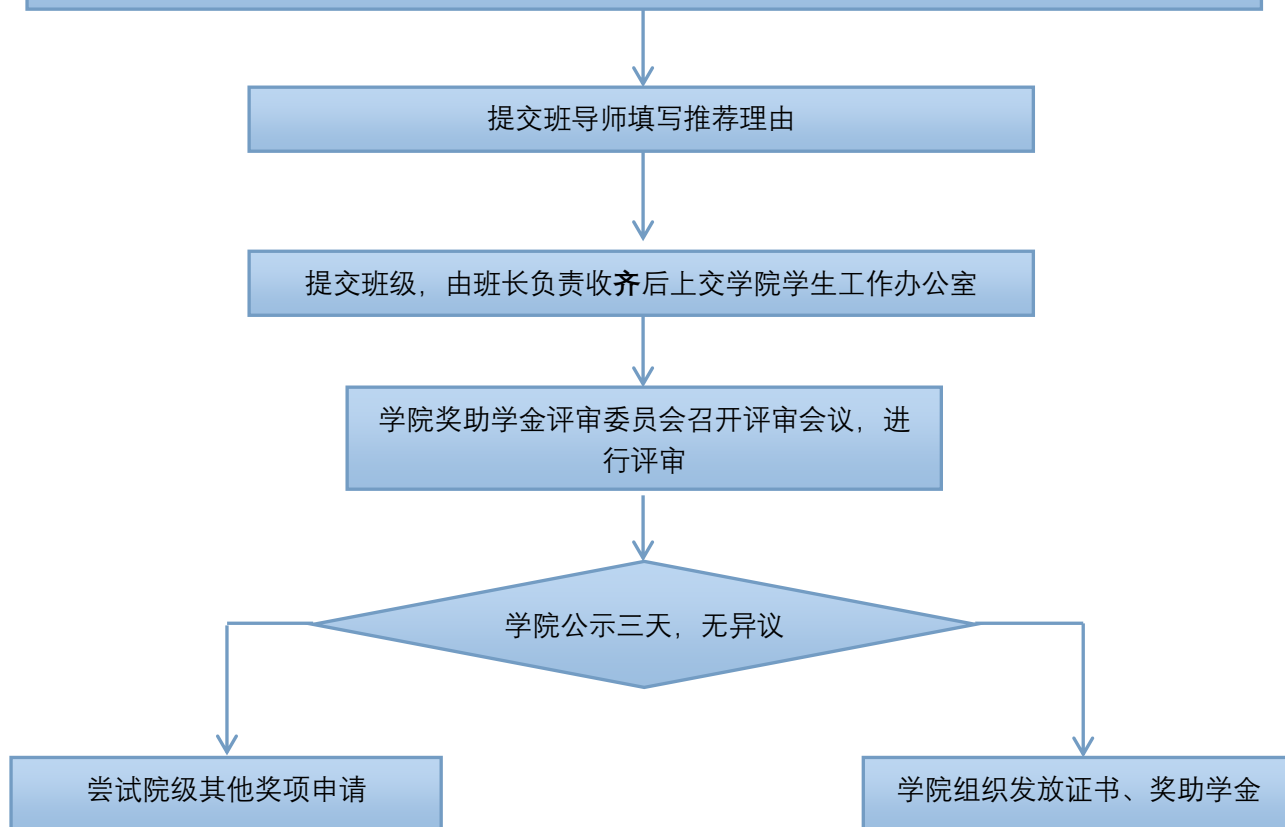 提交班导师填写推荐理由
提交班级，由班长负责收齐后上交学院学生工作办公室
学院奖助学金评审委员会召开评审会议，进
行评审
学院公示三天，无异议
尝试院级其他奖项申请
学院组织发放证书、奖助学金